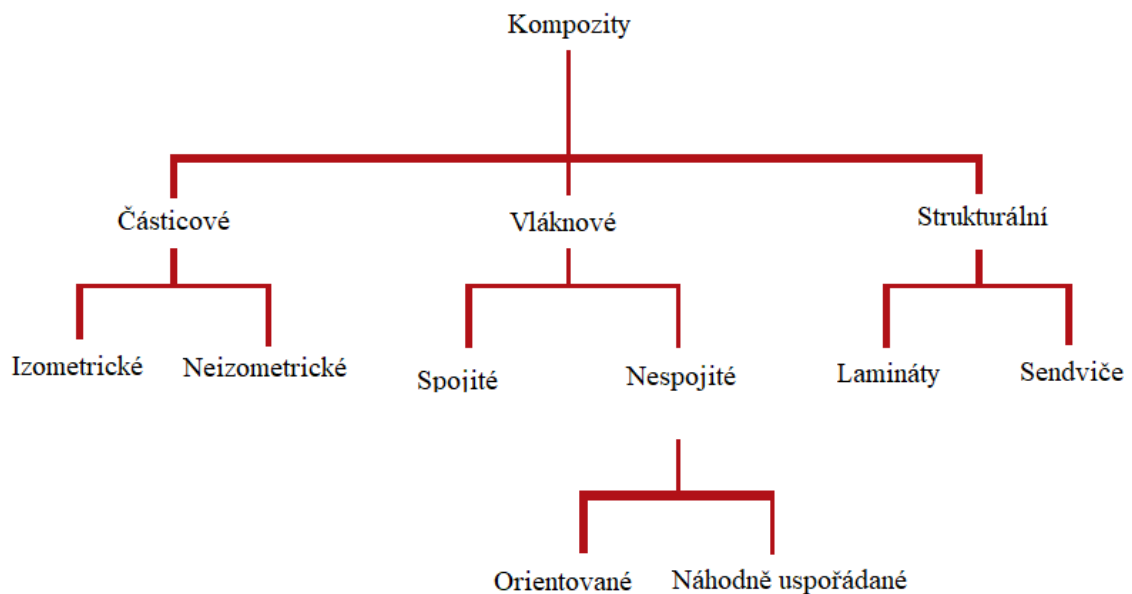 Kompozity
Částicové
Vláknové
Strukturální
Izometrické
Neizometrické
Spojité
Nespojité
Lamináty
Sendviče
Orientované
Náhodně uspořádané